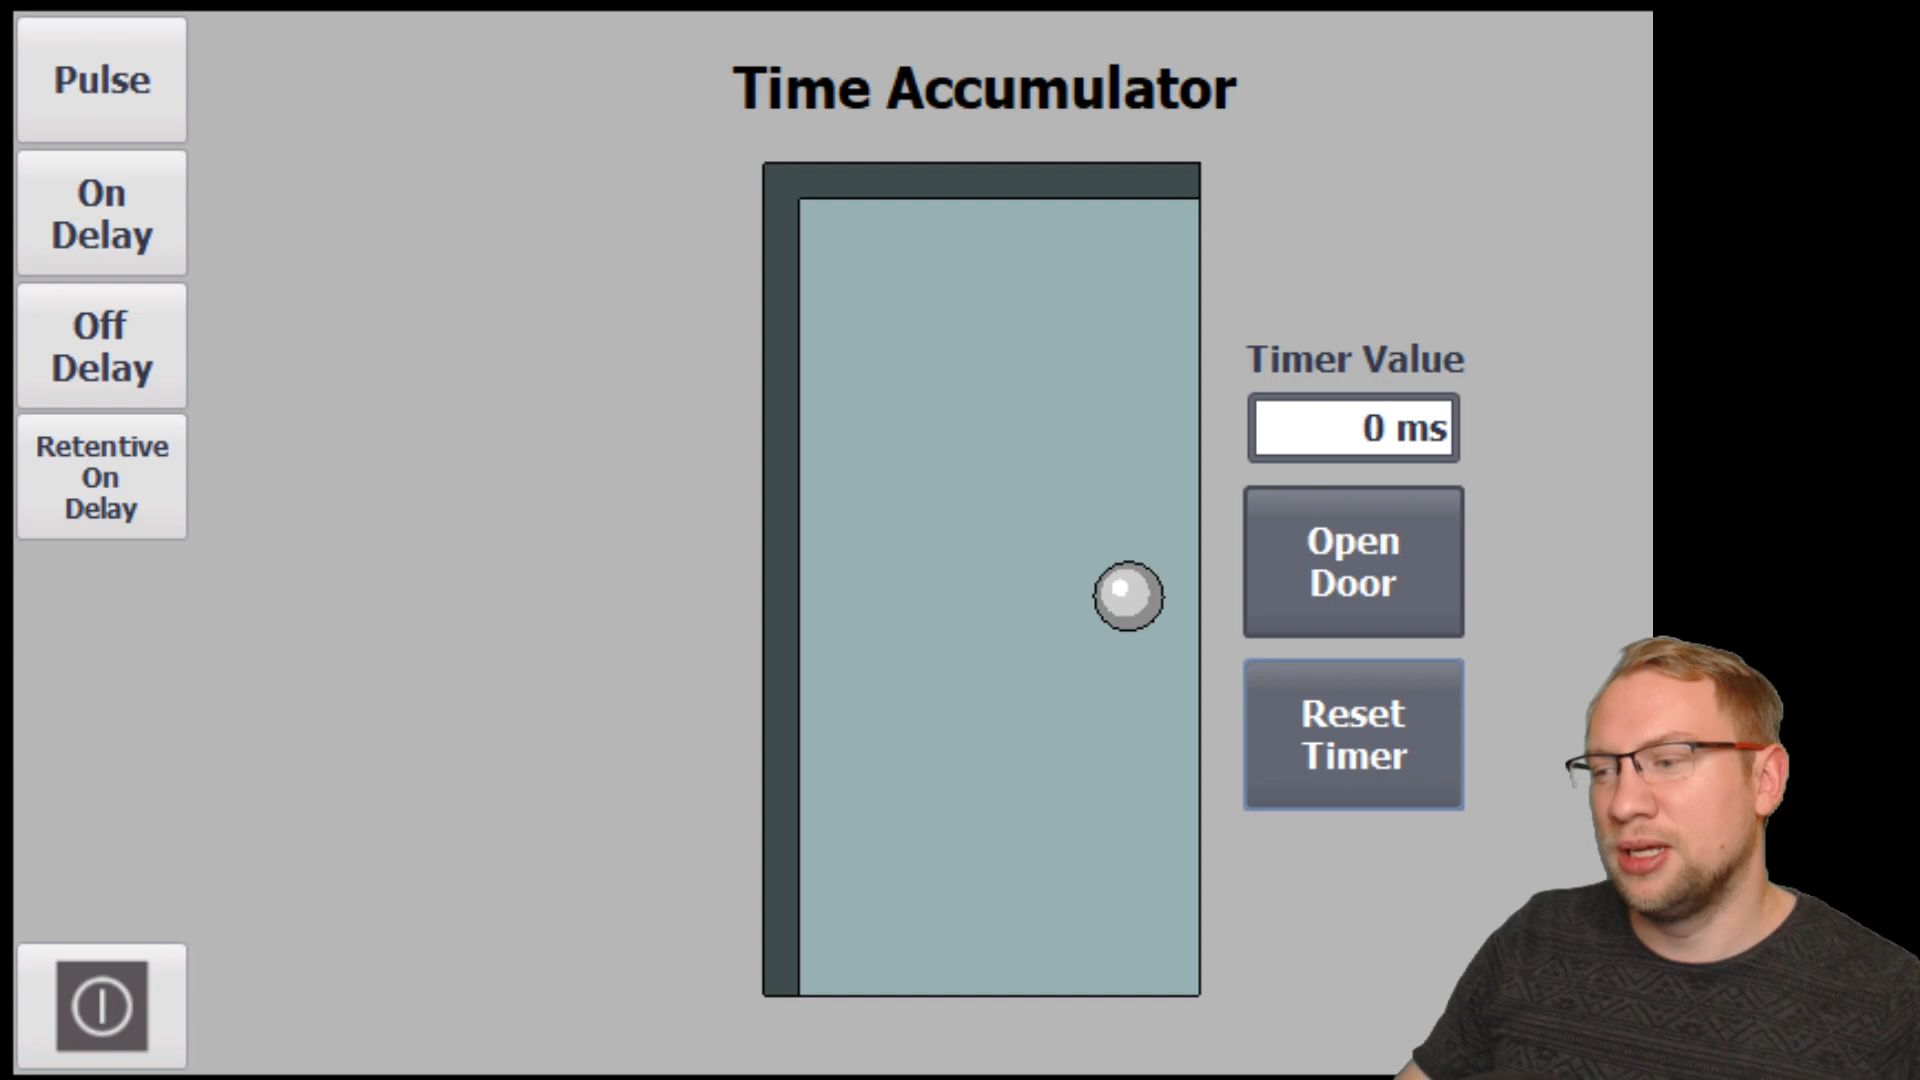 Time Accumulator
Pulse
On
Delay
Off
Delay
Retentive
On
Delay
Timer Value
0 ms
Open
Door
Reset
Timer